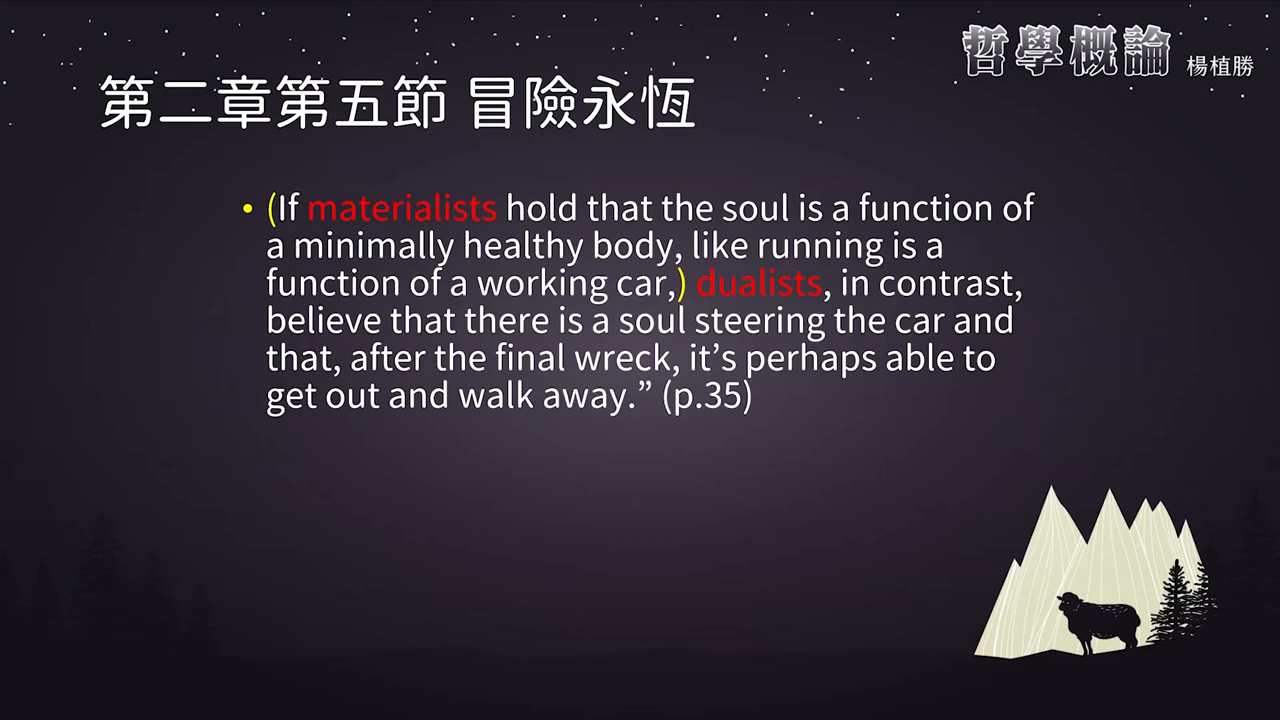 哲學概論 楊植勝
第二章第五節 冒險永恆
• (If materialists hold that the soul is a function of
a minimally healthy body, like running is a
function of a working car,) dualists, in contrast,
believe that there is a soul steering the car and
that, after the final wreck, it’s perhaps able to
get out and walk away.” (p.35)